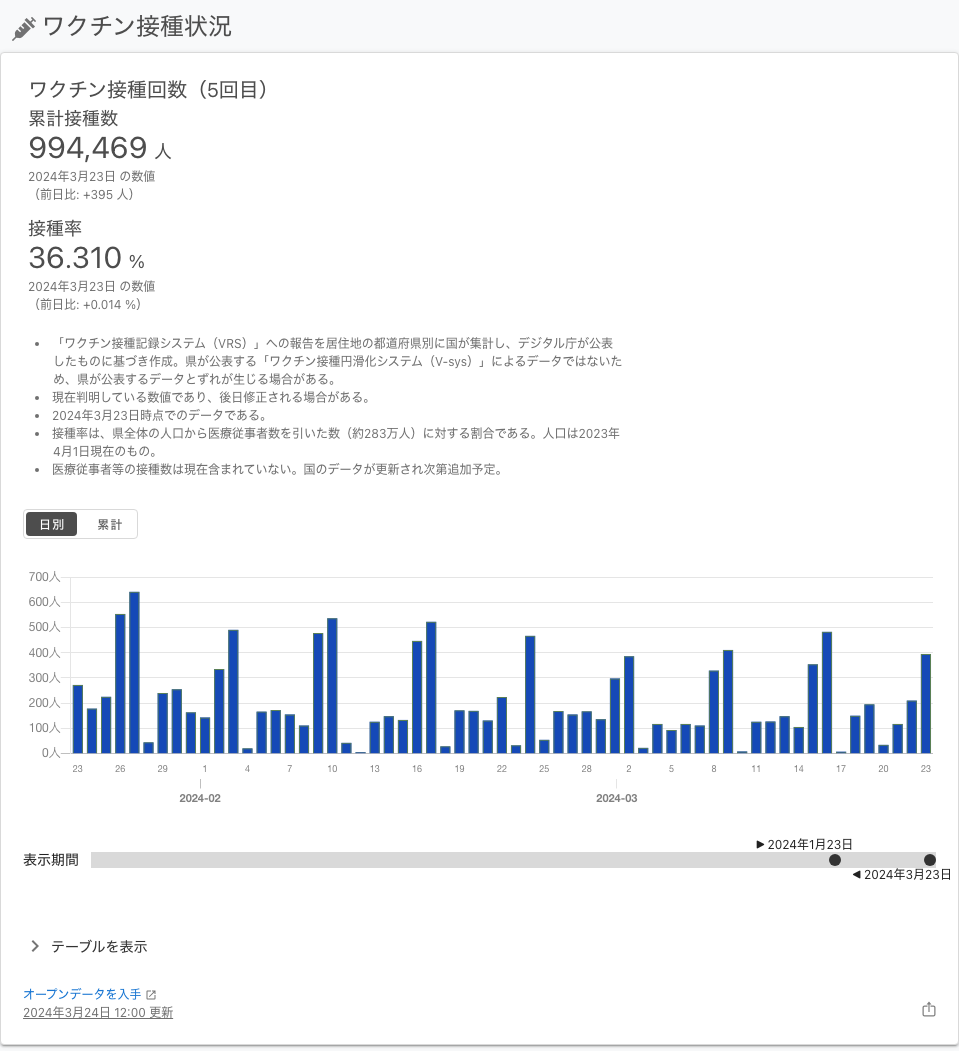 ワクチン接種状況
ワクチン接種回数（5回目）
累計接種数
994,469 人
2024年3月23日 の数値
（前日比: +395 人）
接種率
36.310 %
2024年3月23日 の数値
（前日比: +0.014 %）
• 「ワクチン接種記録システム（VRS）」への報告を居住地の都道府県別に国が集計し、デジタル庁が公表
したものに基づき作成。県が公表する「ワクチン接種円滑化システム（V-sys）」によるデータではないた
め、県が公表するデータとずれが生じる場合がある。
• 現在判明している数値であり、後日修正される場合がある。
• 2024年3月23日時点でのデータである。
• 接種率は、県全体の人口から医療従事者数を引いた数（約283万人）に対する割合である。人口は2023年
4月1日現在のもの。
• 医療従事者等の接種数は現在含まれていない。国のデータが更新され次第追加予定。
日別 累計
700人
600人
500人
400人
300人
200人
100人
0人
23 26 29 1 4 7 10 13 16 19 22 25 28 2 5 8 11 14 17 20 23
2024-02 2024-03
▶ 2024年1月23日
表示期間
◀ 2024年3月23日
テーブルを表示
オープンデータを入手
2024年3月24日 12:00 更新